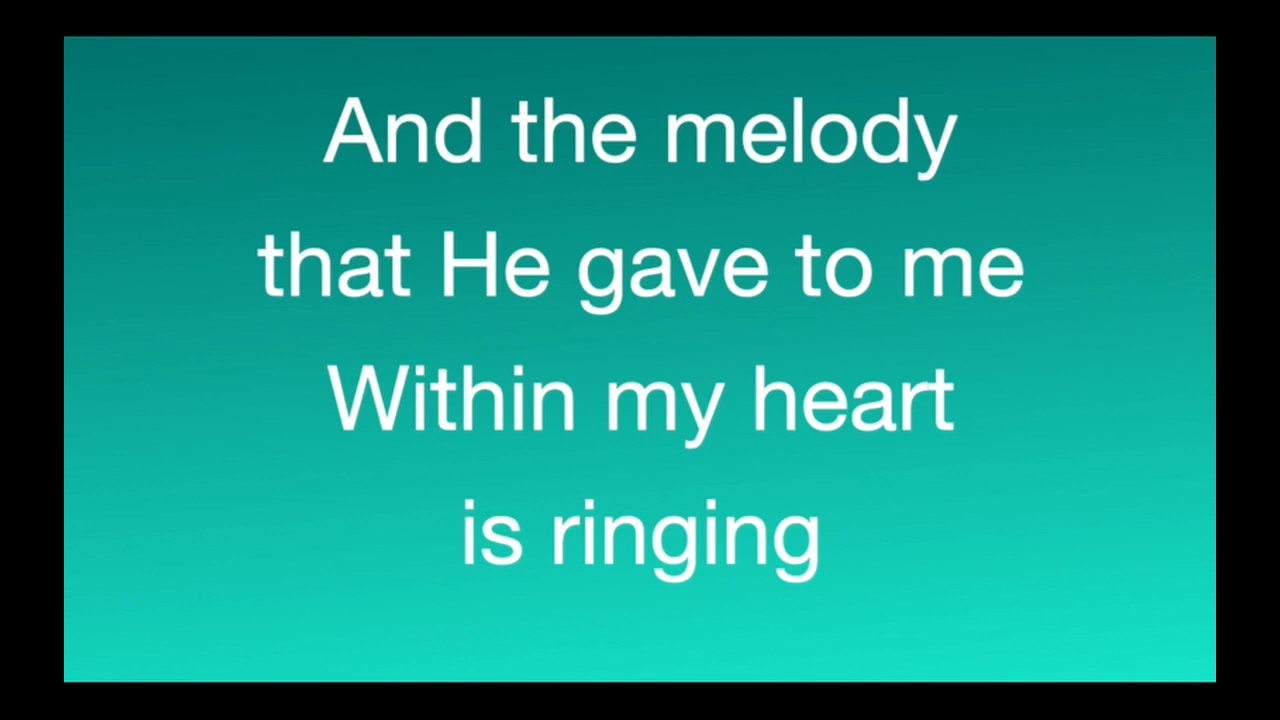 And the melody
that He gave to me
Within my heart
is ringing